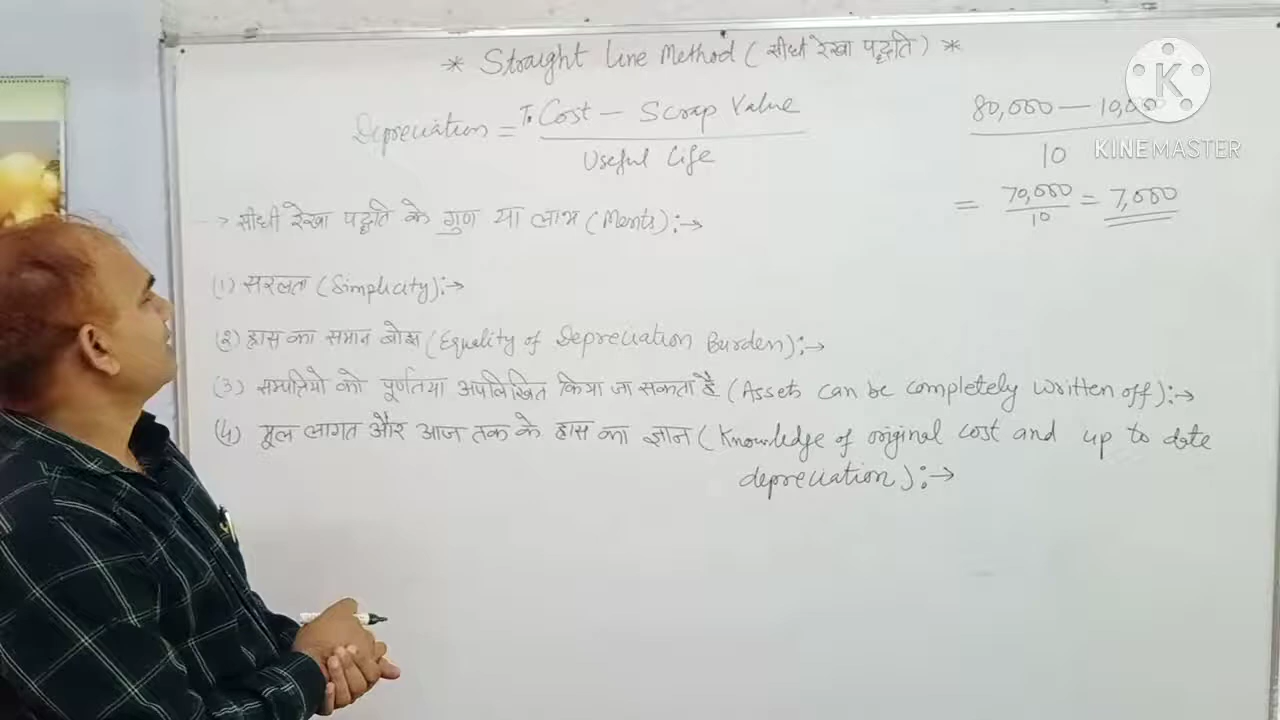 * Straight Line Method (सीधी रेखा पद्धति) *
Depreciation = T. Cost – Scrap Value
Useful Life
80,000 – 10,000
10
= 70,000 = 7,000
10
K
KINEMASTER
→ सीधी रेखा पद्धति के गुण या लाभ (Merits):→
(1) सरलता (Simplicity):→
(2) ह्रास का समान बोझ (Equality of Depreciation Burden):→
(3) सम्पत्तियो को पूर्णतया अपलिखित किया जा सकता है (Assets can be completely written off):→
(4) मूल लागत और आज तक के ह्रास का ज्ञान (Knowledge of original cost and up to date
depreciation):→